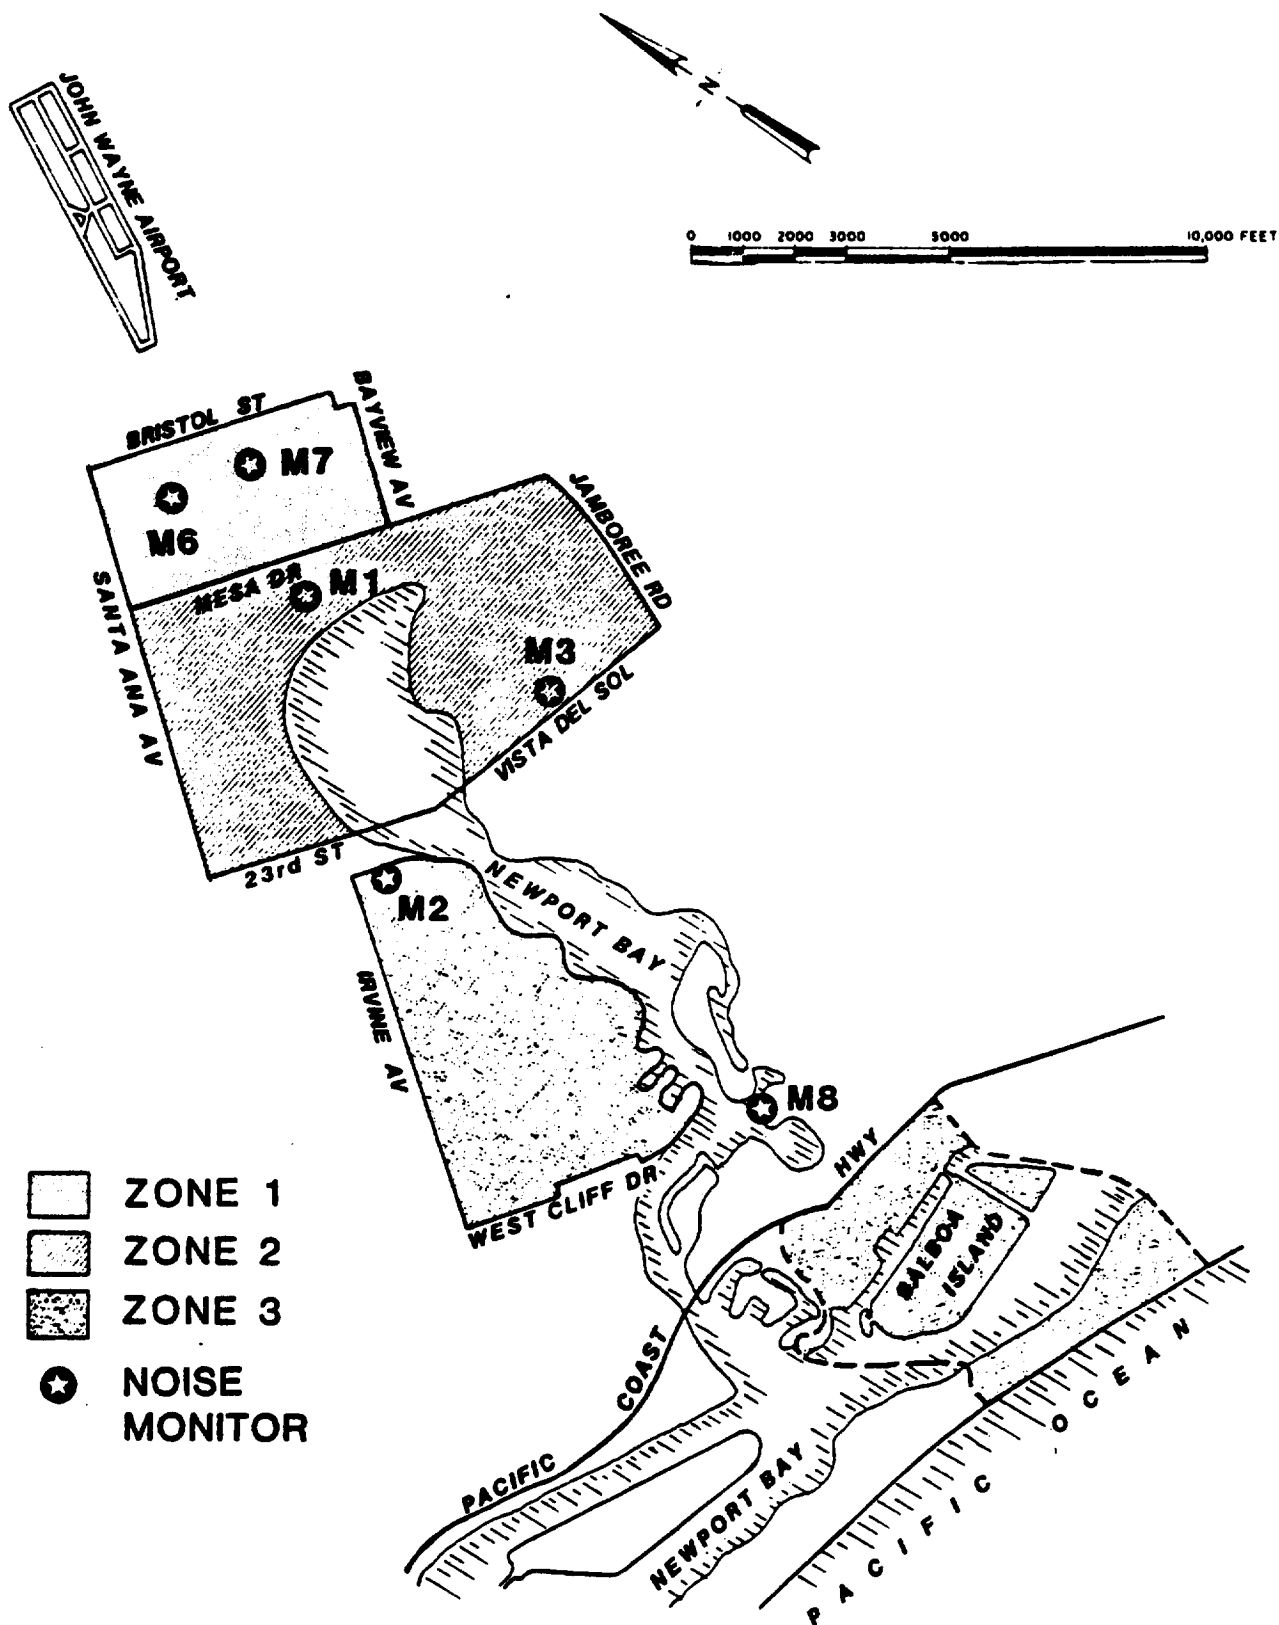 N
JOHN WAYNE AIRPORT
0 1000 2000 3000 5000 10,000 FEET
BRISTOL ST
BAYVIEW AV
M7
M6
JAMBOREE RD
MESA DR
M1
SANTA ANA AV
M3
VISTA DEL SOL
23rd ST
M2
NEWPORT BAY
IRVINE AV
M8
HWY
WEST CLIFF DR
BALBOA
ISLAND
ZONE 1
ZONE 2
ZONE 3
NOISE
MONITOR
COAST
PACIFIC
NEWPORT BAY
PACIFIC OCEAN